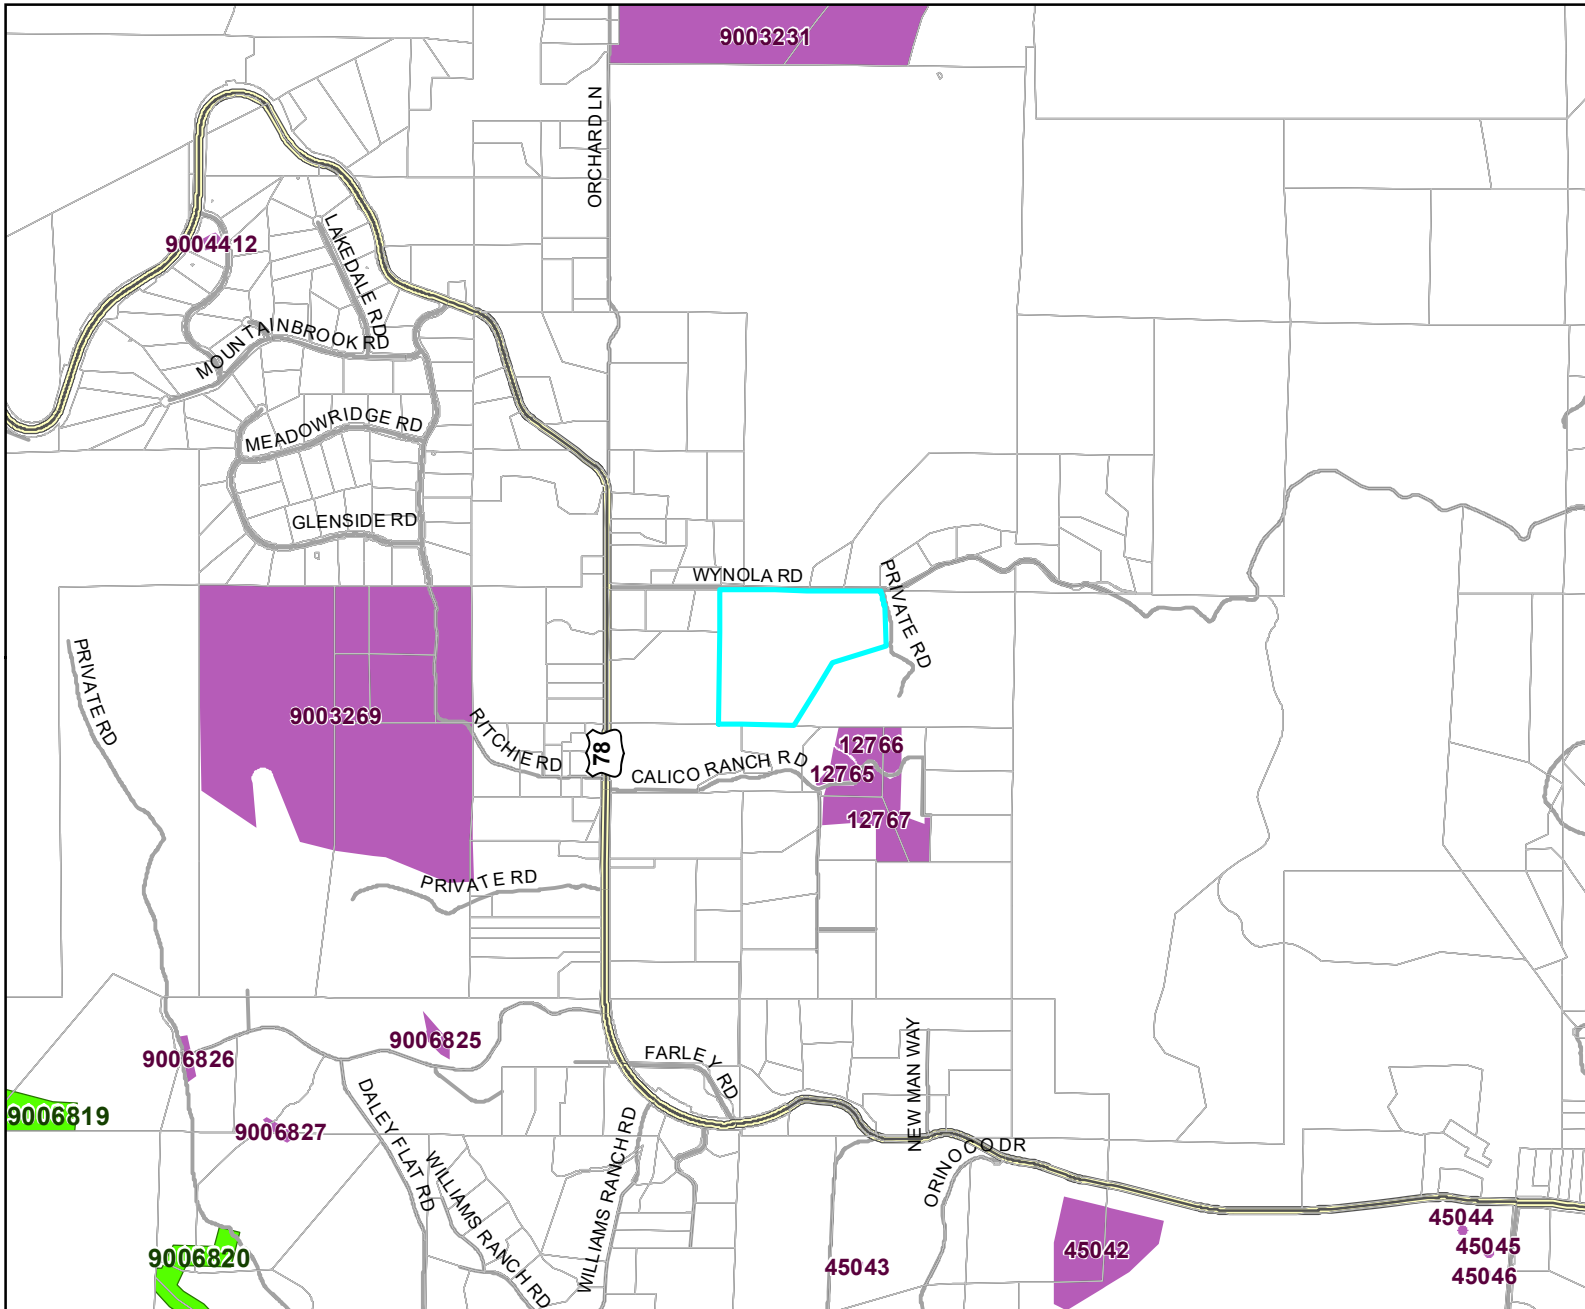 9003231
ORCHARD LN
9004412
LAKEDALE RD
MOUNTAINBROOK RD
MEADOWRIDGE RD
GLENSIDE RD
WYNOLA RD
PRIVATE RD
PRIVATE RD
9003269
RITCHIE RD
78
CALICO RANCH RD
12766
12765
12767
PRIVATE RD
9006825
9006826
FARLEY RD
NEW MAN WAY
9006819
9006827
DALEY FLAT RD
WILLIAMS RANCH RD
WILLIAMS RANCH RD
ORINOCO DR
9006820
45043
45042
45044
45045
45046